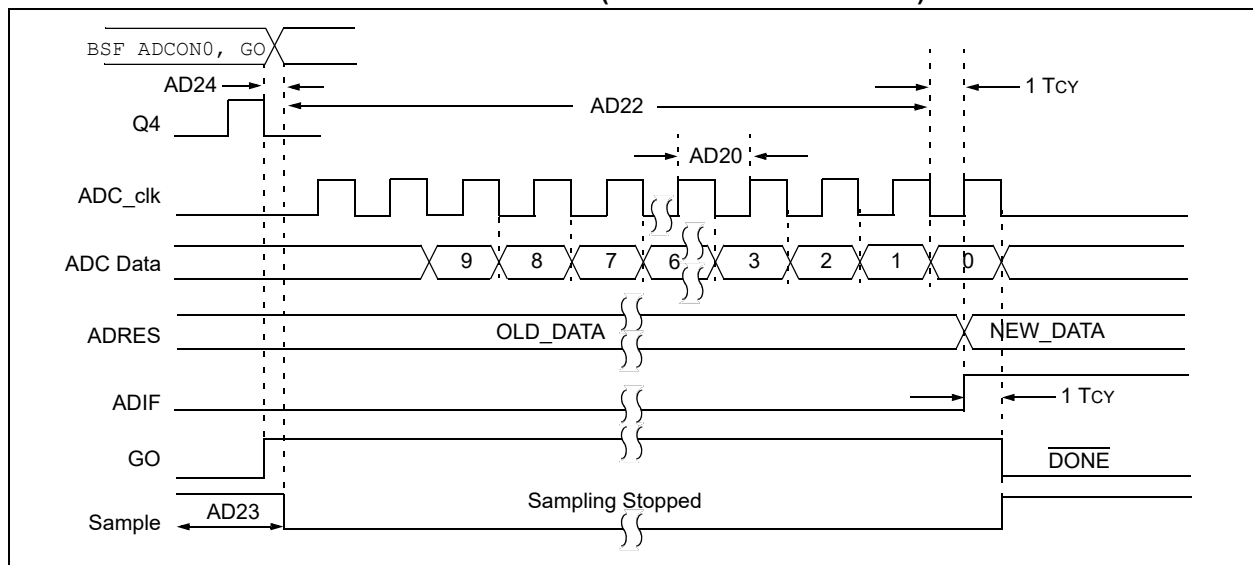 BSF ADCON0, GO
AD24
1 TCY
AD22
Q4
AD20
ADC_clk
ADC Data
9 8 7 6 3 2 1 0
ADRES
OLD_DATA
NEW_DATA
ADIF
1 TCY
GO
DONE
Sampling Stopped
AD23
Sample